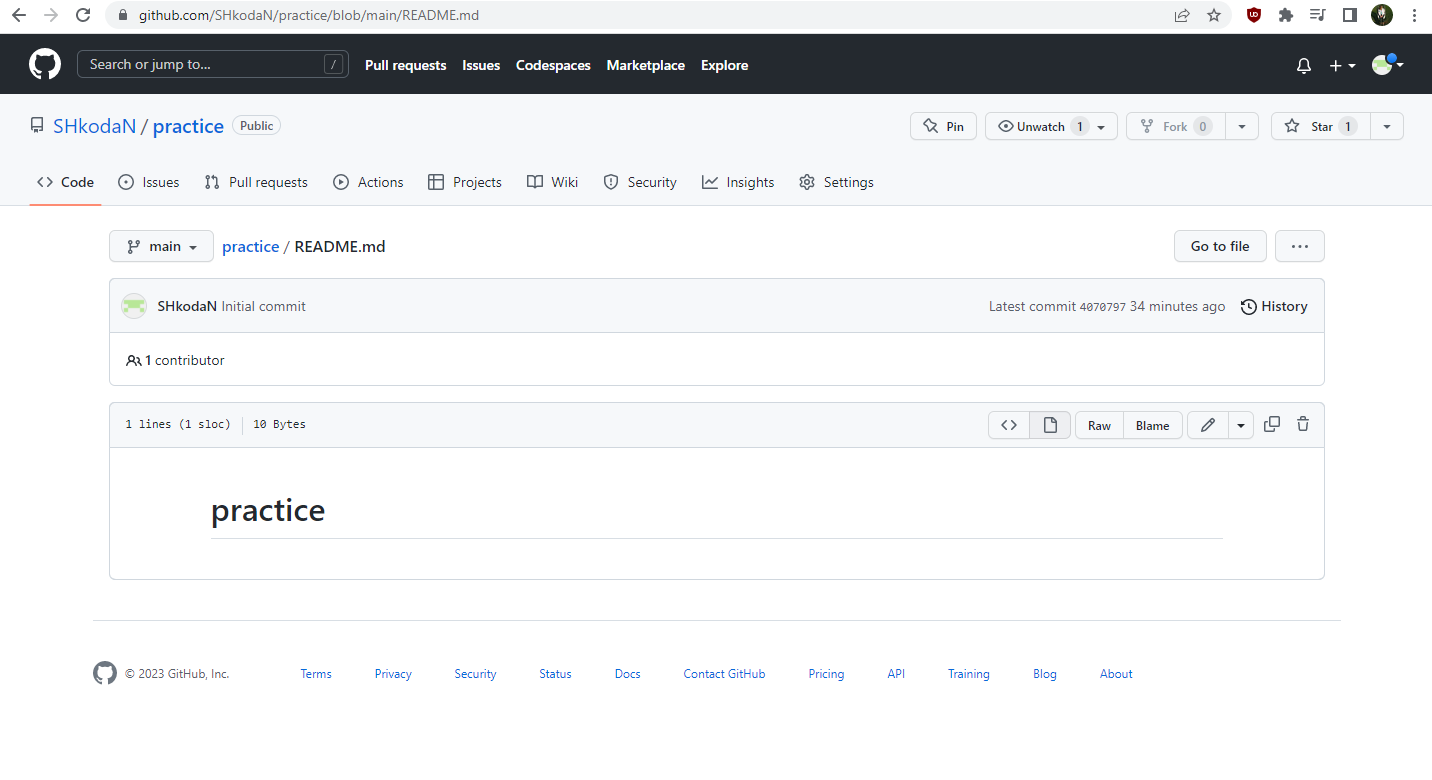 github.com/SHkodaN/practice/blob/main/README.md
Search or jump to... /
Pull requests Issues Codespaces Marketplace Explore
SHkodaN / practice Public
Pin Unwatch 1 Fork 0 Star 1
Code Issues Pull requests Actions Projects Wiki Security Insights Settings
main practice / README.md Go to file ...
SHkodaN Initial commit Latest commit 4070797 34 minutes ago History
1 contributor
1 lines (1 sloc) 10 Bytes <> Raw Blame
practice
© 2023 GitHub, Inc. Terms Privacy Security Status Docs Contact GitHub Pricing API Training Blog About